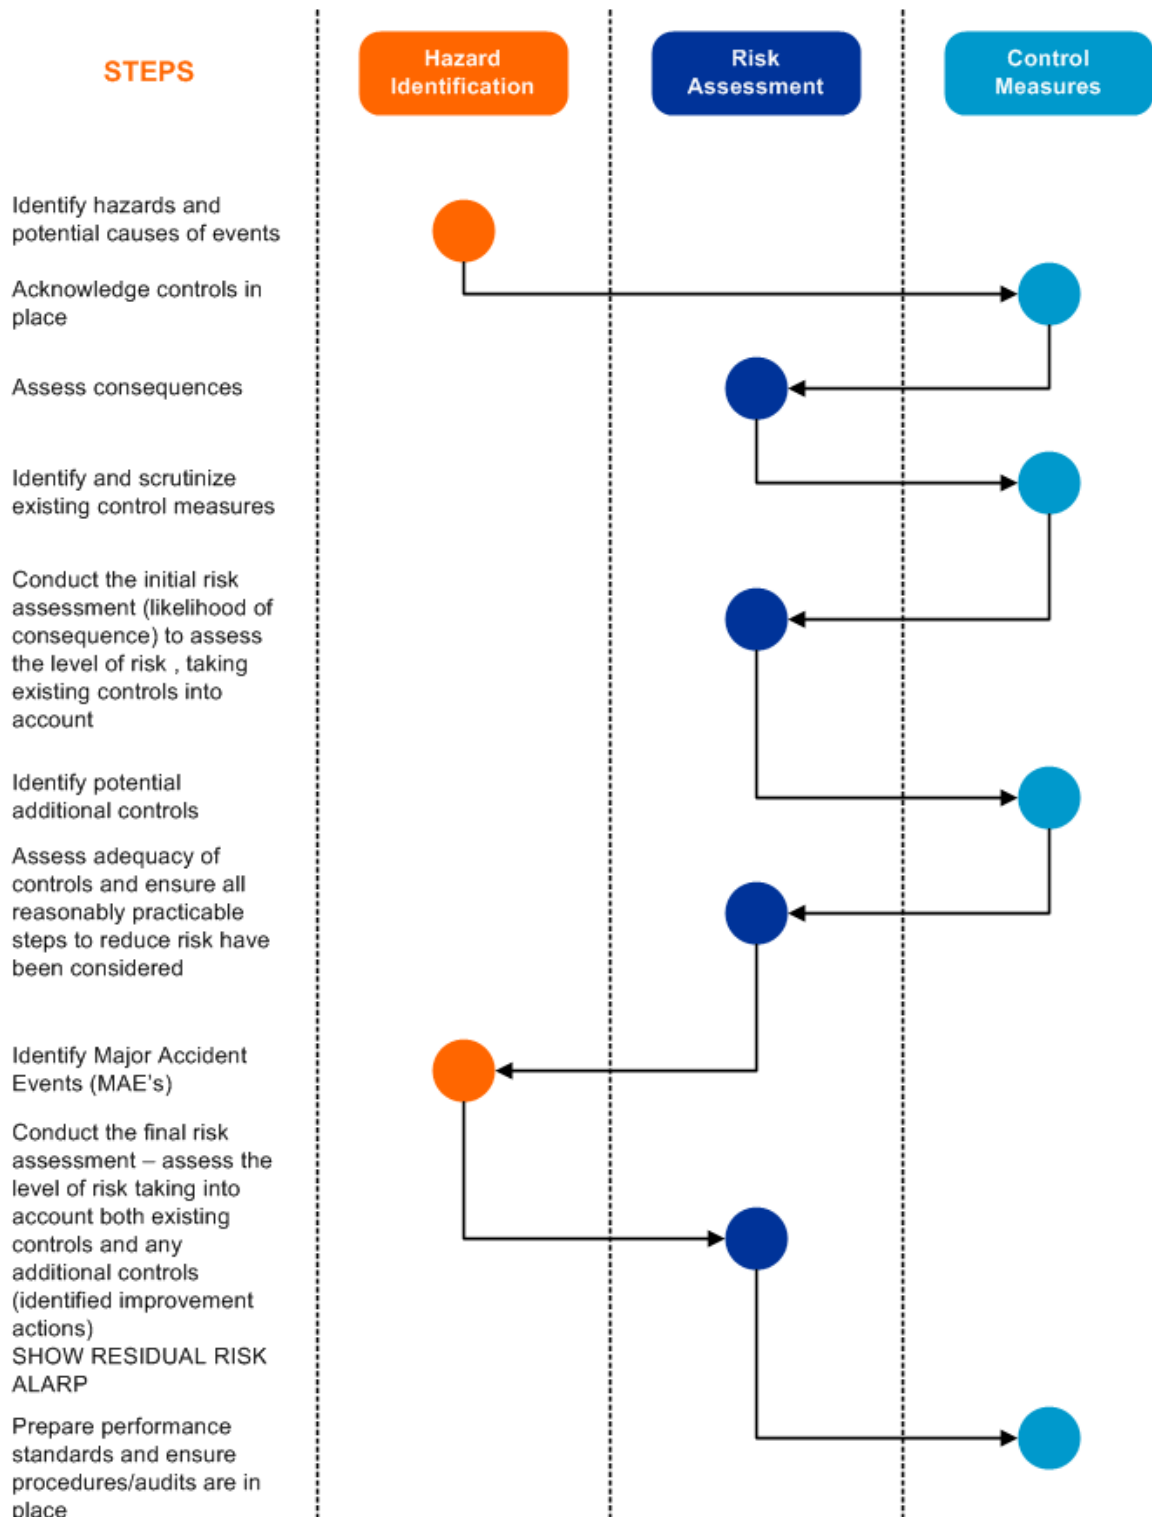 STEPS
Hazard
Identification
Risk
Assessment
Control
Measures
Identify hazards and
potential causes of events
Acknowledge controls in
place
Assess consequences
Identify and scrutinize
existing control measures
Conduct the initial risk
assessment (likelihood of
consequence) to assess
the level of risk , taking
existing controls into
account
Identify potential
additional controls
Assess adequacy of
controls and ensure all
reasonably practicable
steps to reduce risk have
been considered
Identify Major Accident
Events (MAE's)
Conduct the final risk
assessment – assess the
level of risk taking into
account both existing
controls and any
additional controls
(identified improvement
actions)
SHOW RESIDUAL RISK
ALARP
Prepare performance
standards and ensure
procedures/audits are in
place